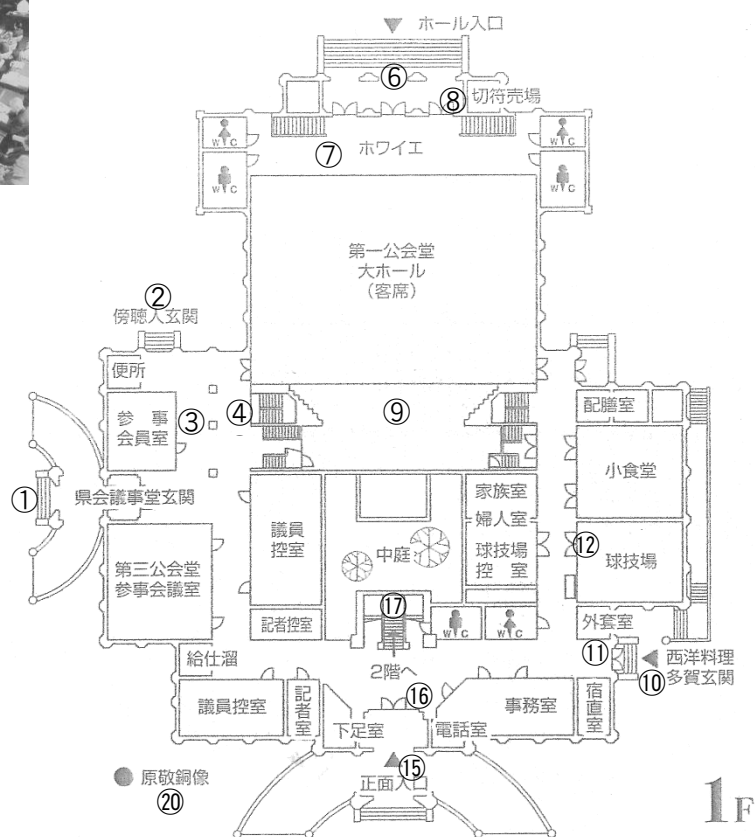 ホール入口
⑥
⑧ 切符売場
WC
WC
⑦ ホワイエ
WC
WC
第一公会堂
大ホール
(客席)
②
傍聴人玄関
便所
参事
会員室
③
④
⑨
配膳室
小食堂
①
県会議事堂玄関
家族室
婦人室
球技場
控室
議員
控室
中庭
⑫
球技場
第三公会堂
参事会議室
記者控室
⑰
WC
WC
外套室
⑪
西洋料理
⑩ 多賀玄関
給仕溜
2階へ
⑯
議員控室
記者室
下足室
電話室
事務室
宿直室
原敬銅像
⑳
⑮
正面入口
1F